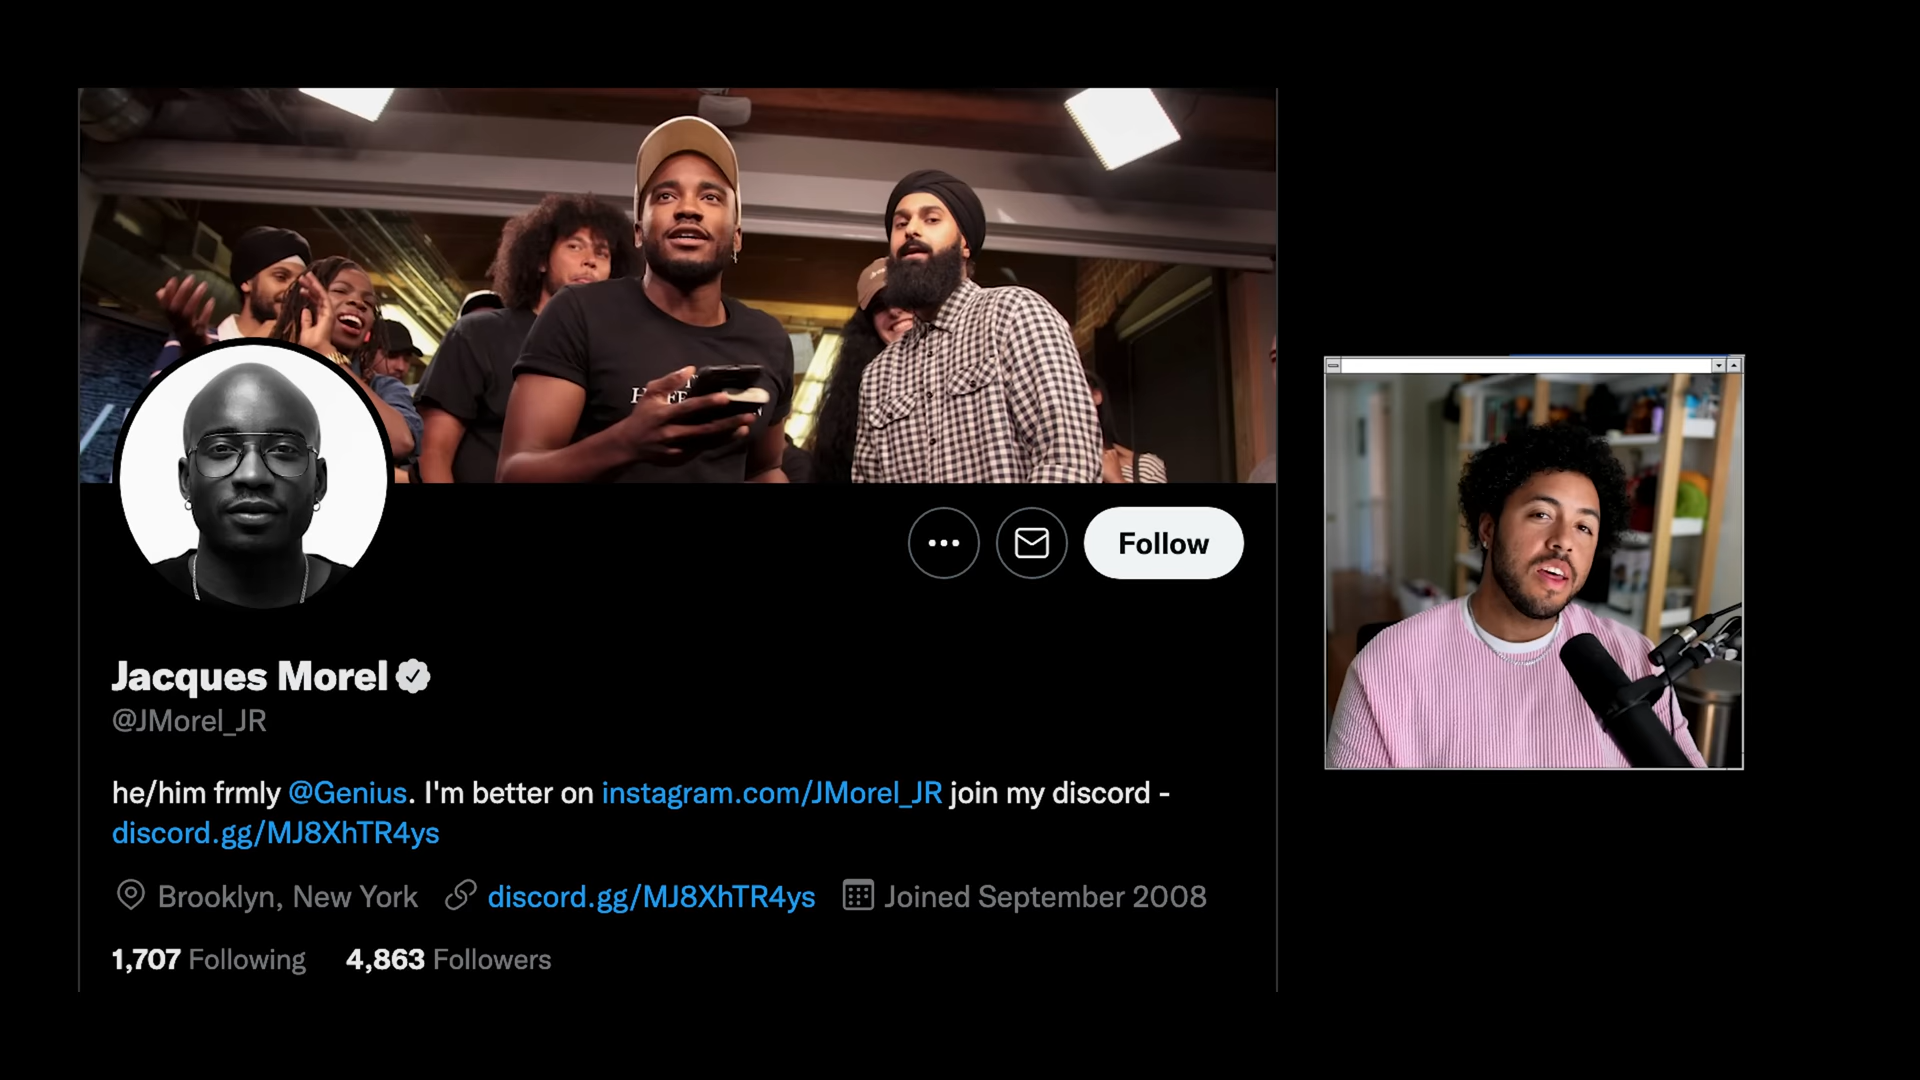 Follow
Jacques Morel
@JMorel_JR
he/him frmly @Genius. I'm better on instagram.com/JMorel_JR join my discord -
discord.gg/MJ8XhTR4ys
Brooklyn, New York discord.gg/MJ8XhTR4ys Joined September 2008
1,707 Following 4,863 Followers